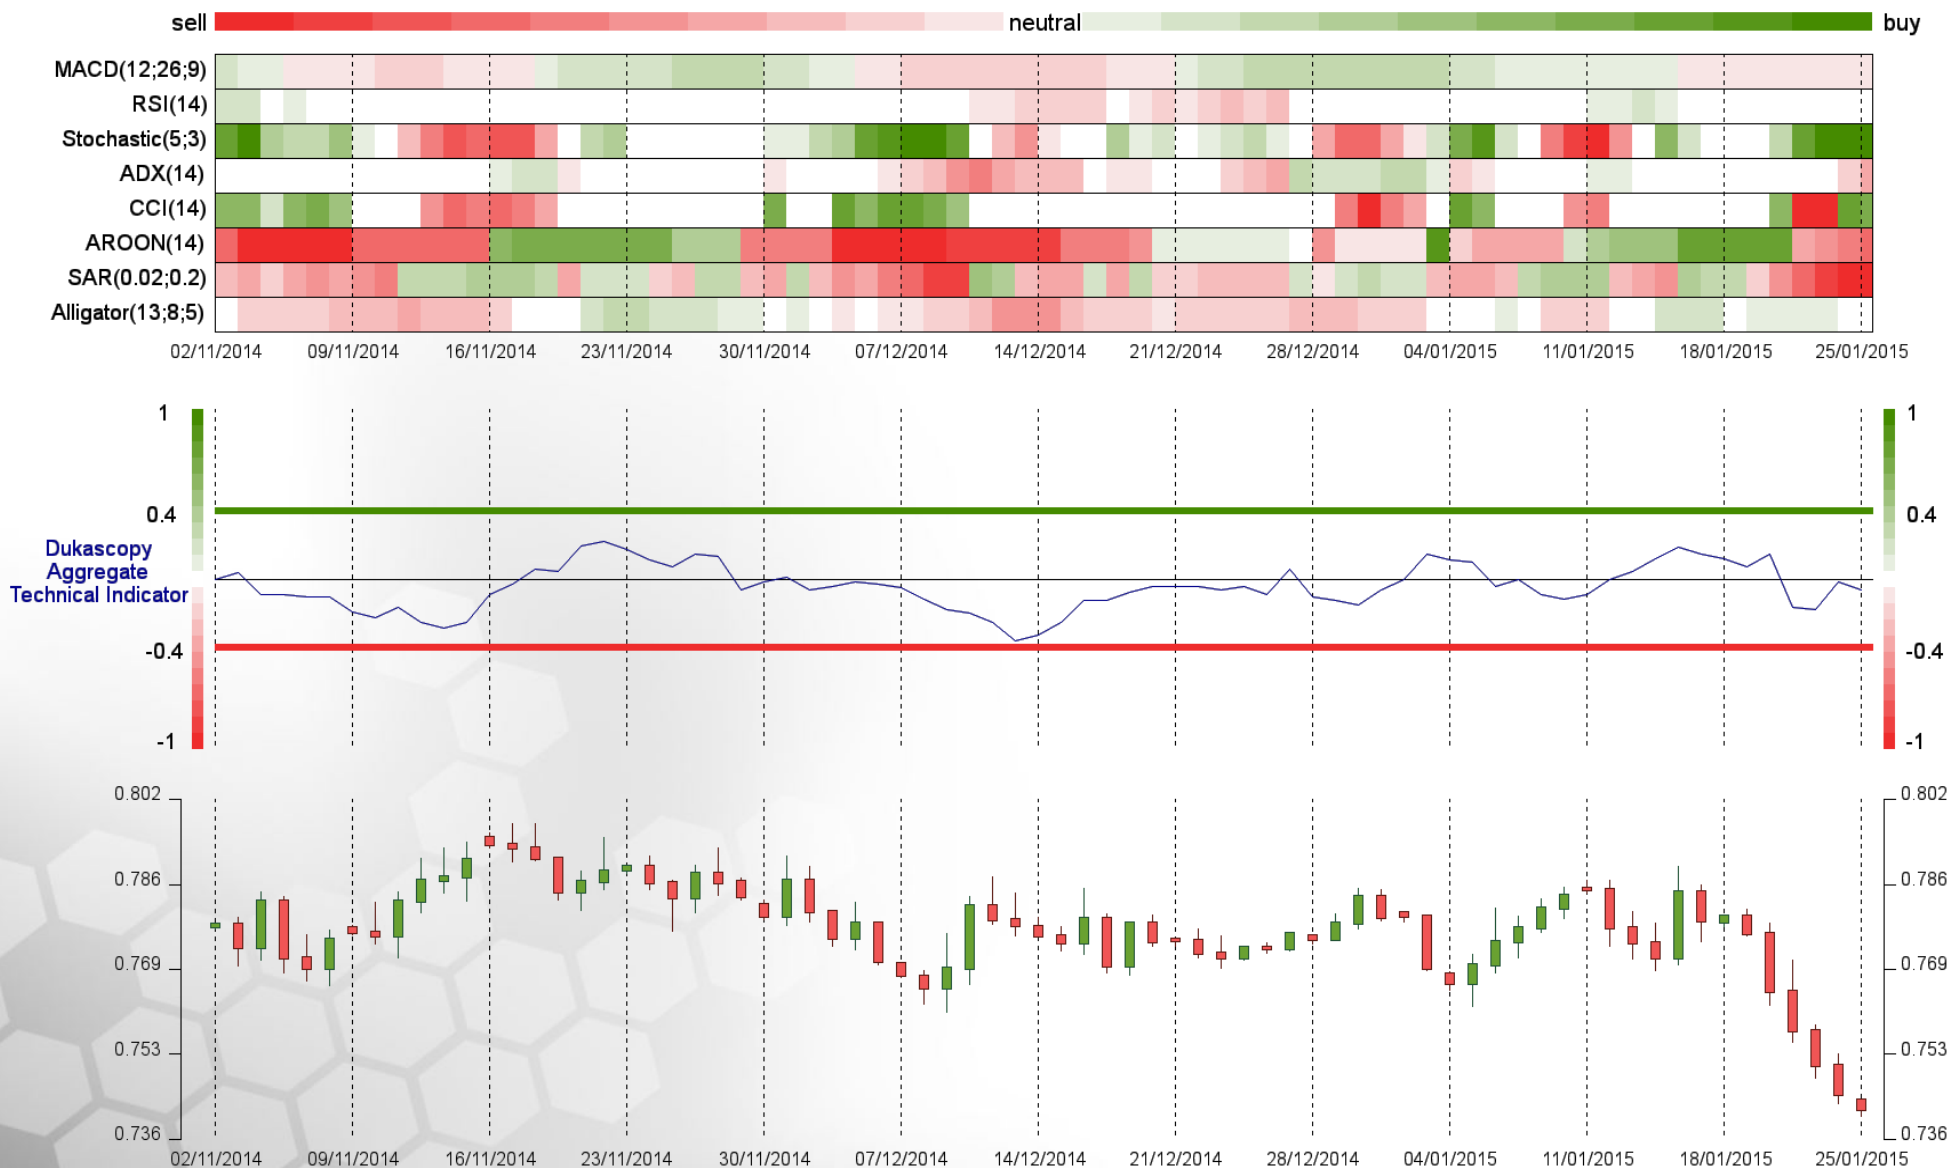 sell neutral buy
MACD(12;26;9)
RSI(14)
Stochastic(5;3)
ADX(14)
CCI(14)
AROON(14)
SAR(0.02;0.2)
Alligator(13;8;5)
02/11/2014 09/11/2014 16/11/2014 23/11/2014 30/11/2014 07/12/2014 14/12/2014 21/12/2014 28/12/2014 04/01/2015 11/01/2015 18/01/2015 25/01/2015
1 1
0.4 0.4
Dukascopy
Aggregate
Technical Indicator
-0.4 -0.4
-1 -1
0.802 0.802
0.786 0.786
0.769 0.769
0.753 0.753
0.736 0.736
02/11/2014 09/11/2014 16/11/2014 23/11/2014 30/11/2014 07/12/2014 14/12/2014 21/12/2014 28/12/2014 04/01/2015 11/01/2015 18/01/2015 25/01/2015